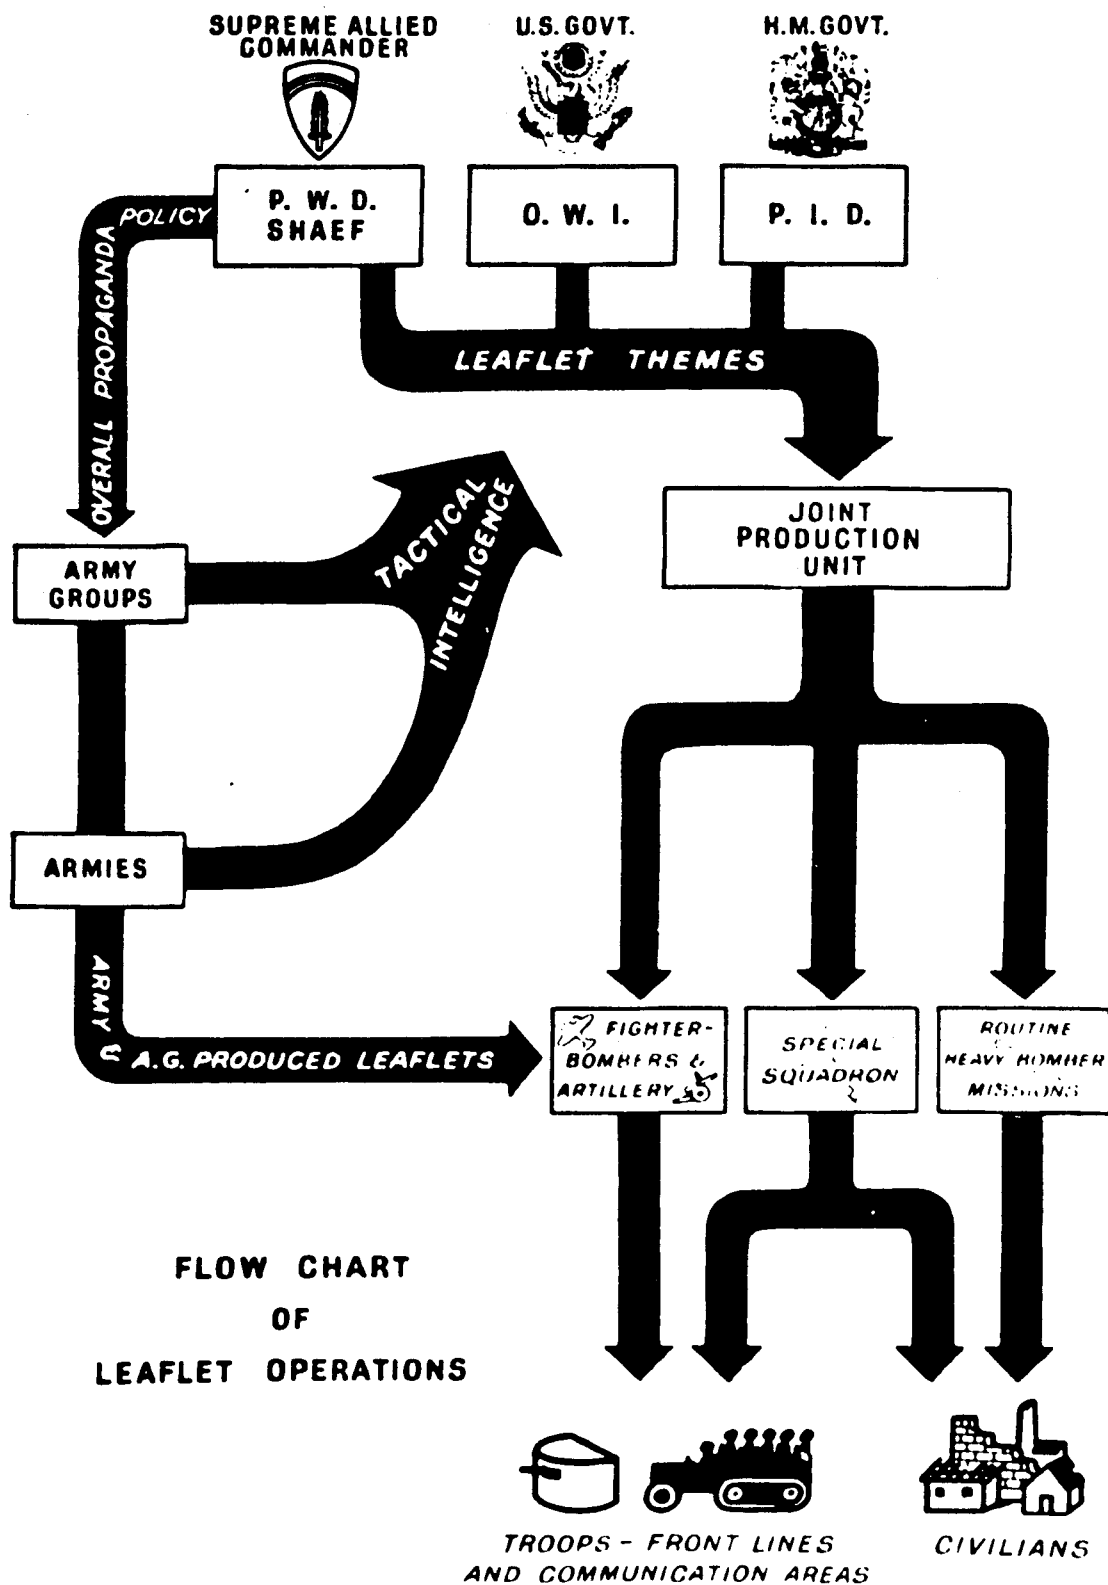 SUPREME ALLIED
COMMANDER
U.S. GOVT.
H.M. GOVT.
P. W. D.
SHAEF
O. W. I.
P. I. D.
POLICY
OVERALL PROPAGANDA
LEAFLET THEMES
TACTICAL
INTELLIGENCE
ARMY
GROUPS
JOINT
PRODUCTION
UNIT
ARMIES
ARMY &
A.G. PRODUCED LEAFLETS
FIGHTER-
BOMBERS &
ARTILLERY
SPECIAL
SQUADRON
ROUTINE
HEAVY BOMBER
MISSIONS
FLOW CHART
OF
LEAFLET OPERATIONS
TROOPS - FRONT LINES
AND COMMUNICATION AREAS
CIVILIANS